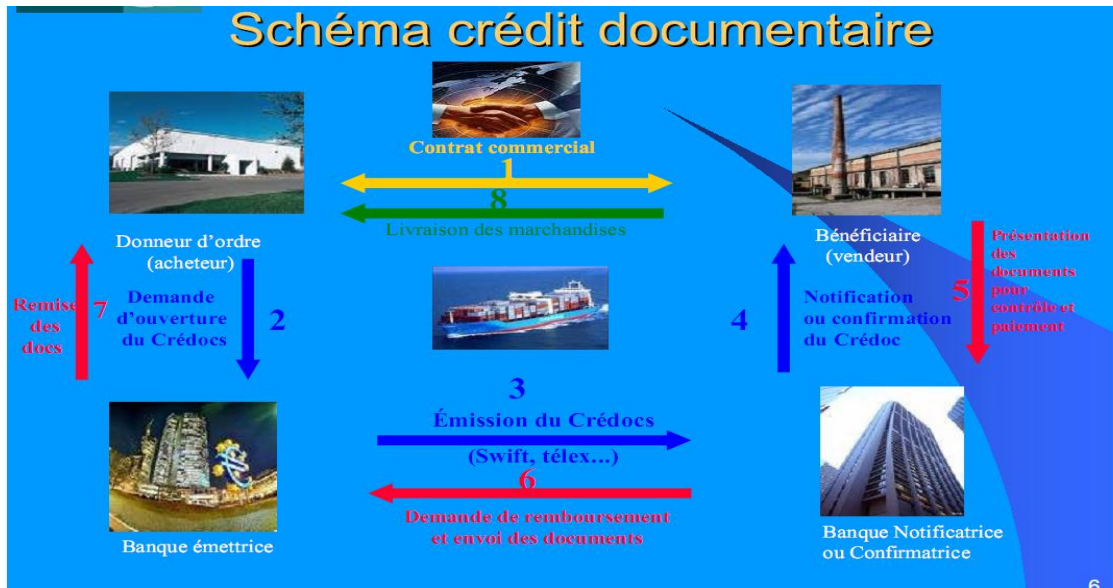 Schéma crédit documentaire
Contrat commercial
1
8
Livraison des marchandises
Donneur d'ordre
(acheteur)
Bénéficiaire
(vendeur)
Remise
des
docs
7
Demande
d'ouverture
du Crédocs
2
4
Notification
ou confirmation
du Crédoc
5
Présentation
des
documents
pour
contrôle et
paiement
3
Émission du Crédocs
(Swift, télex...)
6
Demande de remboursement
et envoi des documents
Banque émettrice
Banque Notificatrice
ou Confirmatrice
6